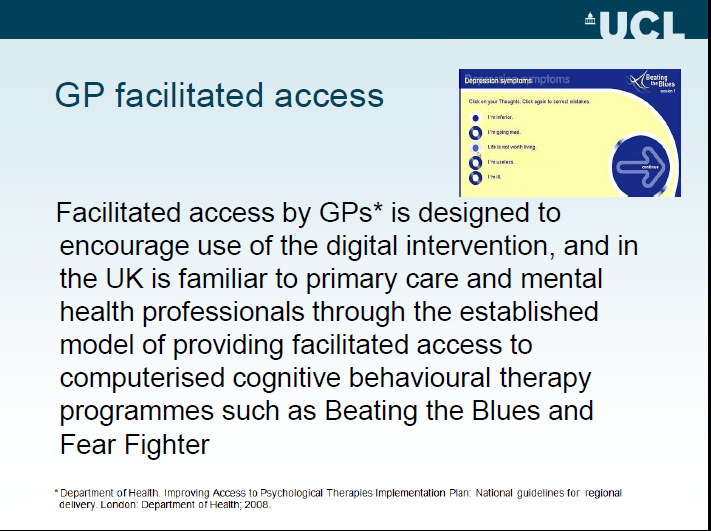 UCL
GP facilitated access
Depression symptoms
Beating
the Blues
session 1
Click on your Thoughts. Click again to correct mistakes.
I'm inferior.
I'm going mad.
Life is not worth living.
I'm useless.
I'm ill.
continue
Facilitated access by GPs* is designed to
encourage use of the digital intervention, and in
the UK is familiar to primary care and mental
health professionals through the established
model of providing facilitated access to
computerised cognitive behavioural therapy
programmes such as Beating the Blues and
Fear Fighter
* Department of Health. Improving Access to Psychological Therapies Implementation Plan: National guidelines for regional
delivery. London: Department of Health; 2008.